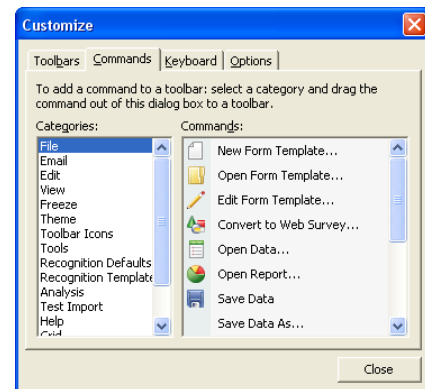 Customize
Toolbars Commands Keyboard Options
To add a command to a toolbar: select a category and drag the
command out of this dialog box to a toolbar.
Categories: Commands:
File
Email
Edit
View
Freeze
Theme
Toolbar Icons
Tools
Recognition Defaults
Recognition Template
Analysis
Test Import
Help
Grid
New Form Template...
Open Form Template...
Edit Form Template...
Convert to Web Survey...
Open Data...
Open Report...
Save Data
Save Data As...
Close